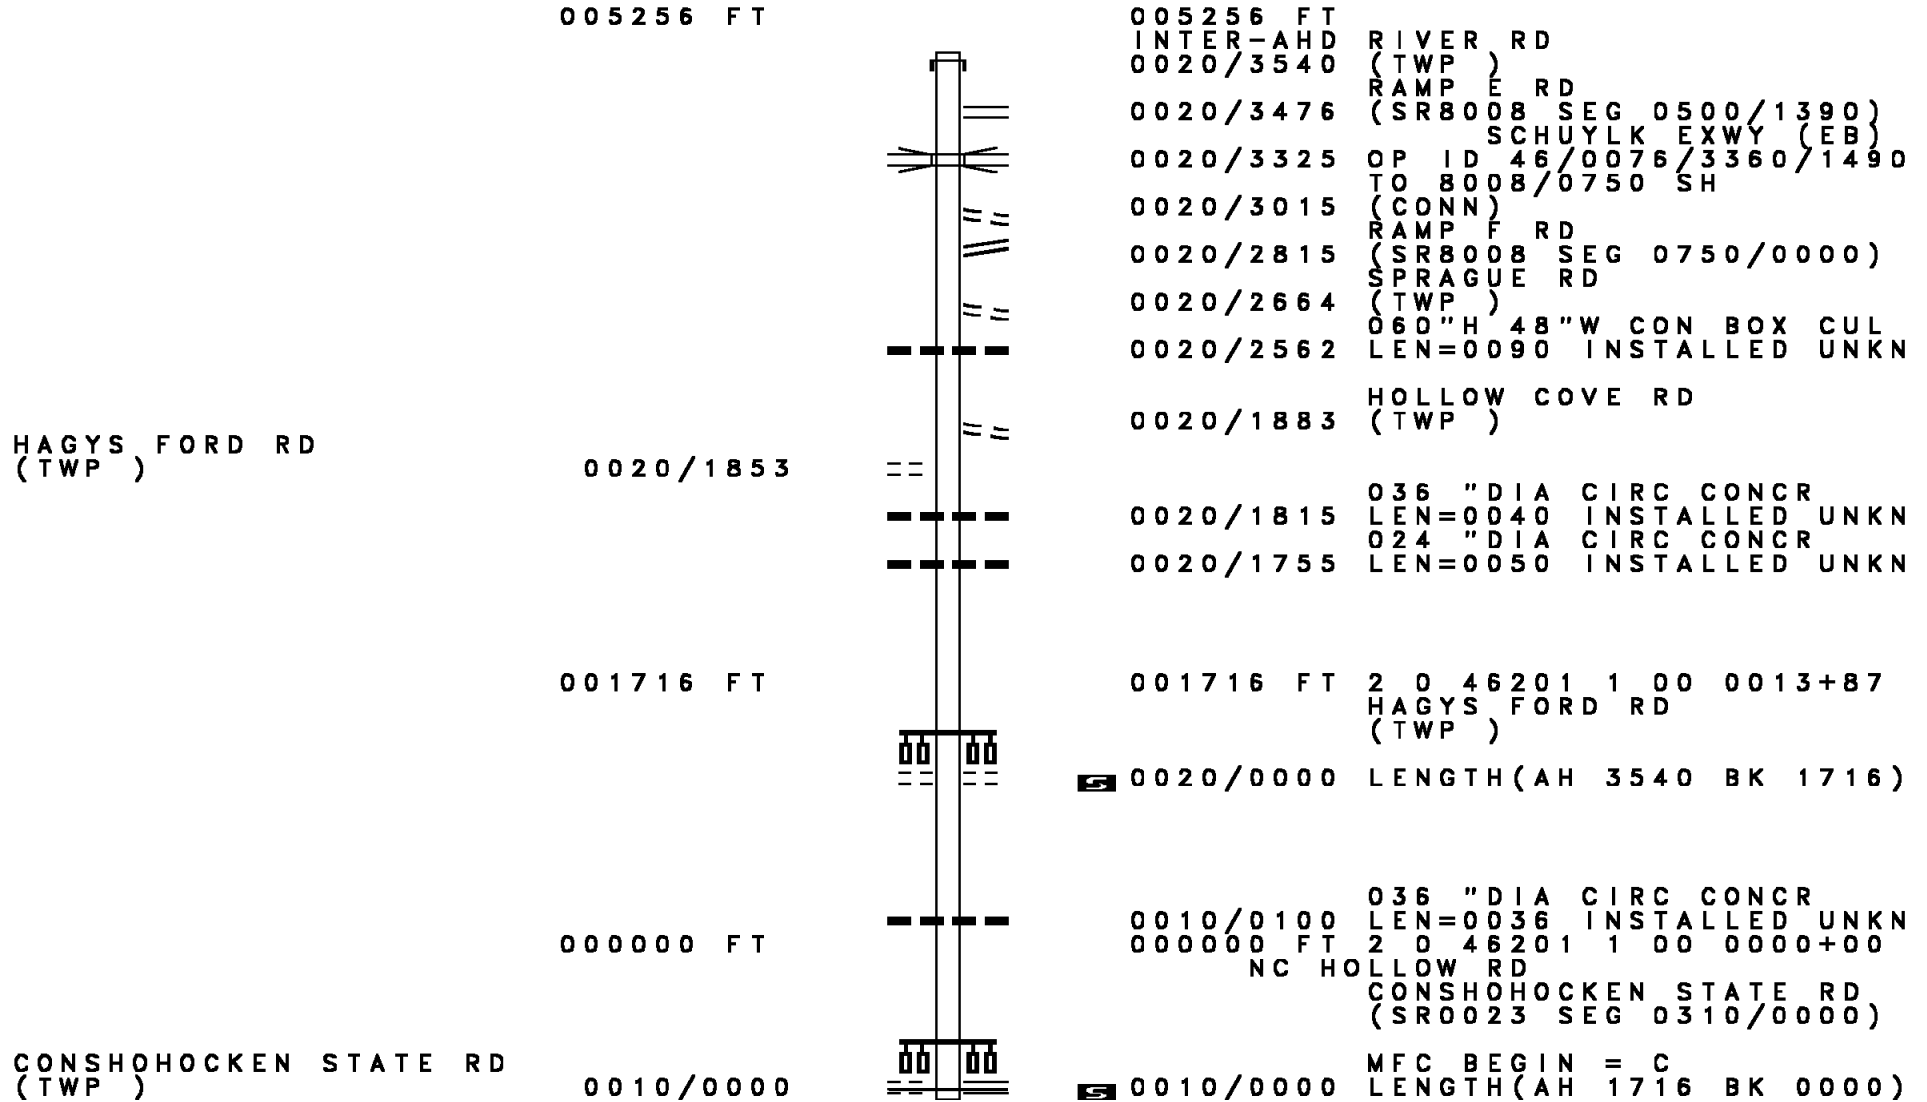 005256 FT 005256 FT
INTER-AHD RIVER RD
0020/3540 (TWP )
RAMP E RD
0020/3476 (SR8008 SEG 0500/1390)
SCHUYLK EXWY (EB)
0020/3325 OP ID 46/0076/3360/1490
TO 8008/0750 SH
0020/3015 (CONN)
RAMP F RD
0020/2815 (SR8008 SEG 0750/0000)
SPRAGUE RD
0020/2664 (TWP )
060"H 48"W CON BOX CUL
0020/2562 LEN=0090 INSTALLED UNKN
HOLLOW COVE RD
0020/1883 (TWP )
HAGYS FORD RD
(TWP ) 0020/1853
036 "DIA CIRC CONCR
0020/1815 LEN=0040 INSTALLED UNKN
024 "DIA CIRC CONCR
0020/1755 LEN=0050 INSTALLED UNKN
001716 FT 001716 FT 2 0 46201 1 00 0013+87
HAGYS FORD RD
(TWP )
S 0020/0000 LENGTH(AH 3540 BK 1716)
036 "DIA CIRC CONCR
0010/0100 LEN=0036 INSTALLED UNKN
000000 FT 000000 FT 2 0 46201 1 00 0000+00
NC HOLLOW RD
CONSHOHOCKEN STATE RD
(SR0023 SEG 0310/0000)
CONSHOHOCKEN STATE RD MFC BEGIN = C
(TWP ) 0010/0000 S 0010/0000 LENGTH(AH 1716 BK 0000)